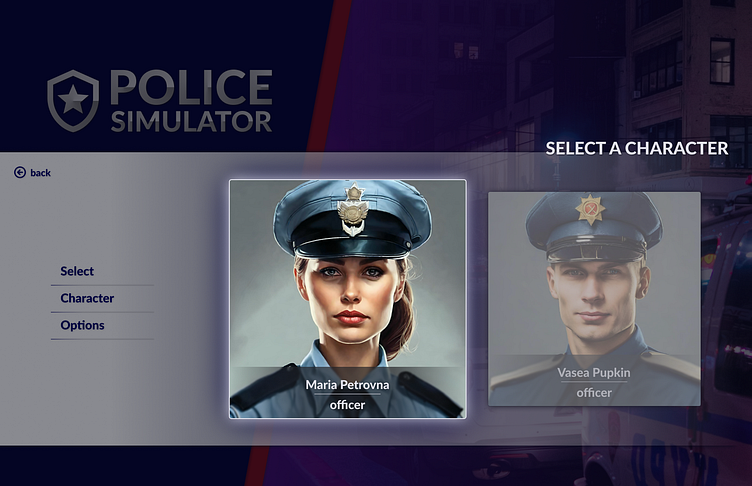 POLICE
SIMULATOR
SELECT A CHARACTER
back
Select
Character
Options
Maria Petrovna
officer
Vasea Pupkin
officer